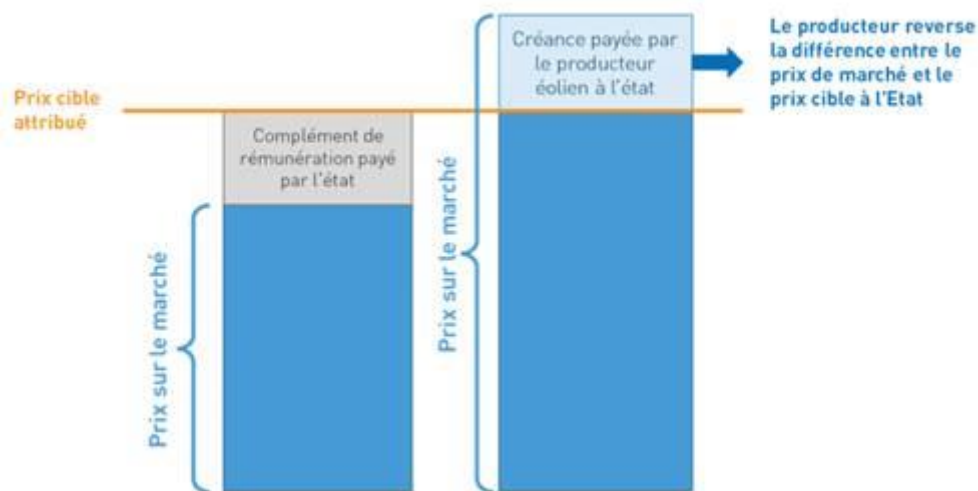 Prix cible
attribué
Complément de
rémunération payé
par l'état
Prix sur le marché
Créance payée par
le producteur
éolien à l'état
Prix sur le marché
Le producteur reverse
la différence entre le
prix de marché et le
prix cible à l'Etat